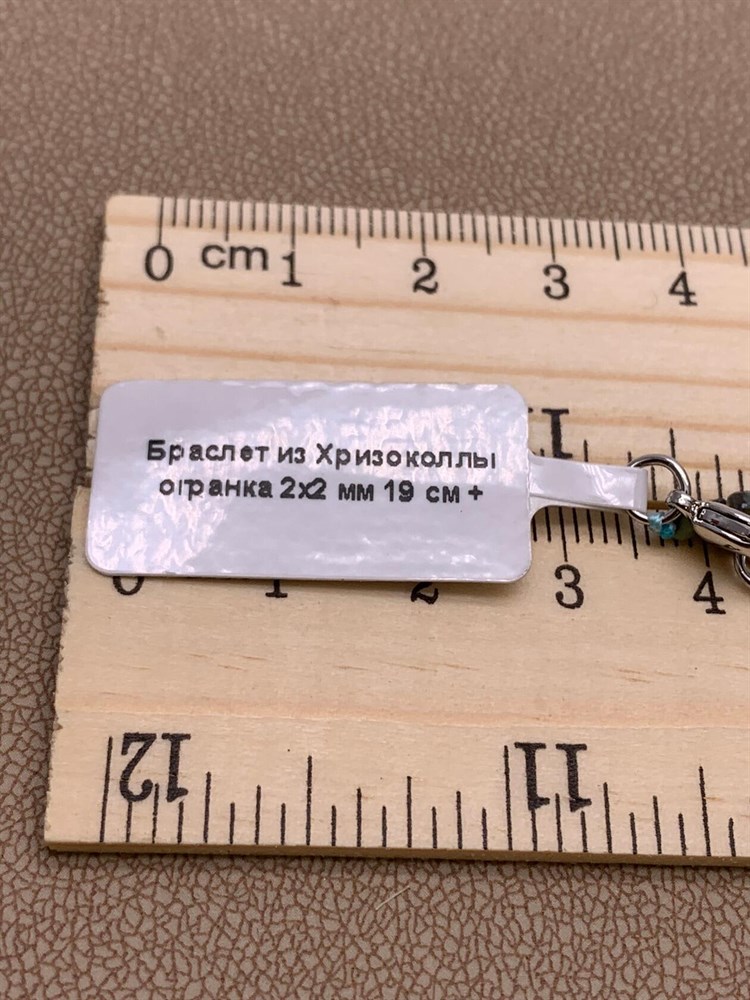 0 cm 1 2 3 4
11
Браслет из Хризоколлы
огранка 2х2 мм 19 см +
0 1 2 3 4
12 11